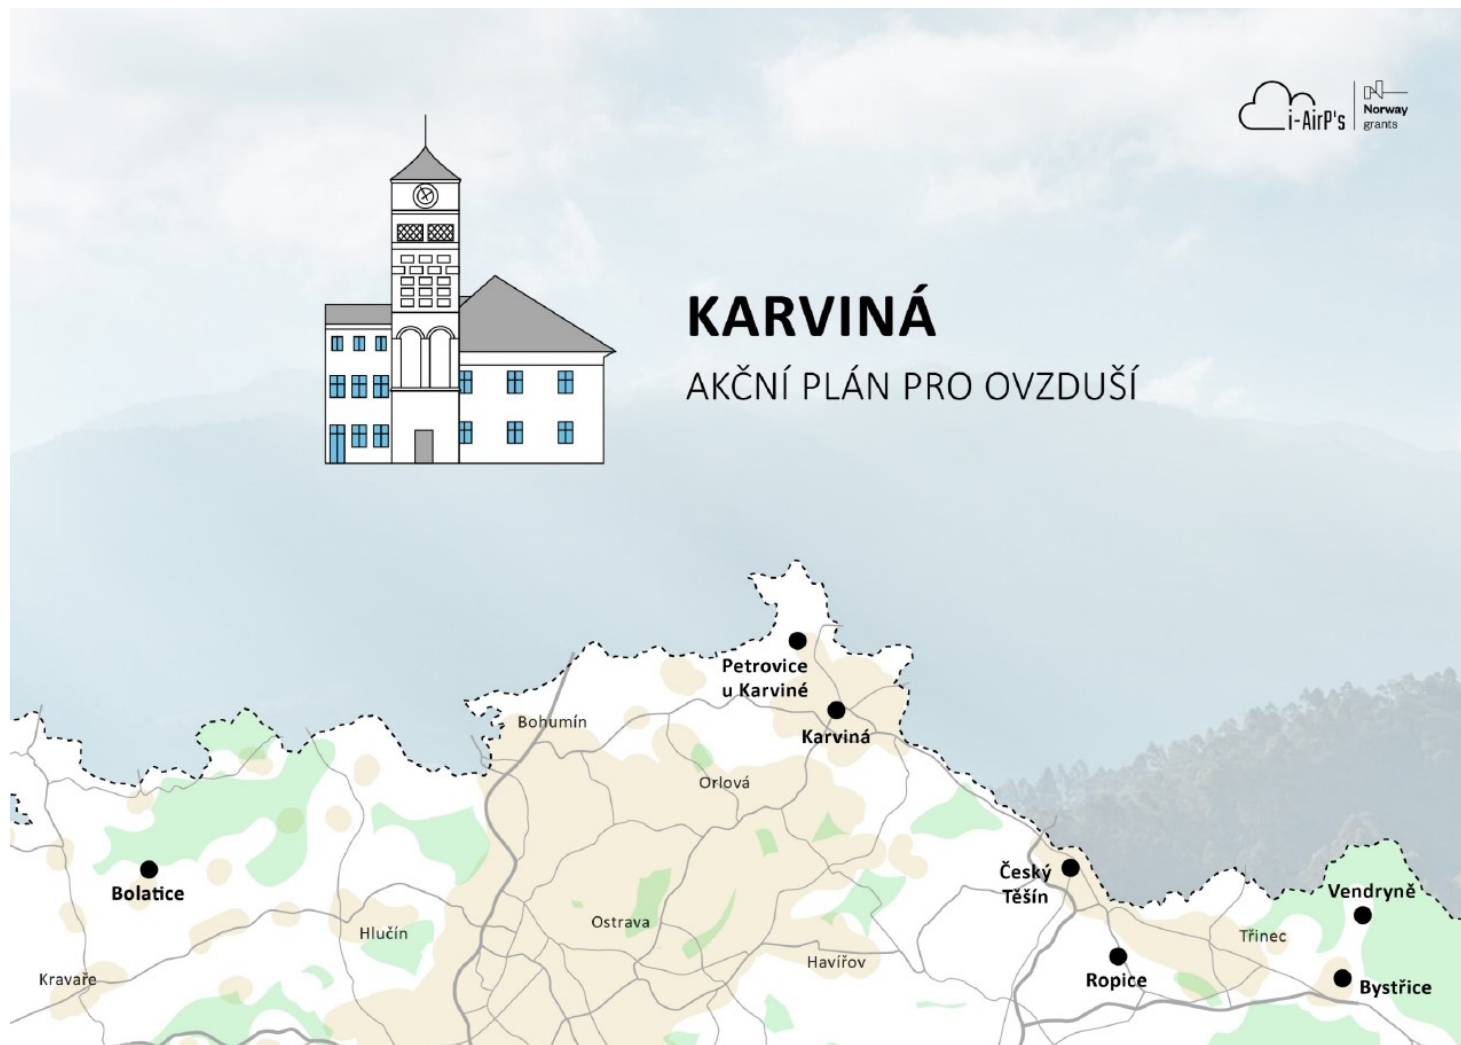 i-AirP's
Norway
grants
KARVINÁ
AKČNÍ PLÁN PRO OVZDUŠÍ
Petrovice
u Karviné
Karviná
Bohumín
Orlová
Bolatice
Hlučín
Ostrava
Český
Těšín
Vendryně
Třinec
Kravaře
Havířov
Ropice
Bystřice